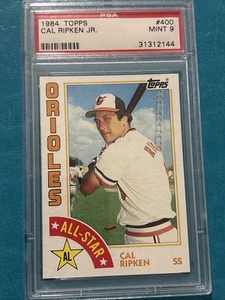 PSA
1984 TOPPS #400
CAL RIPKEN JR. MINT 9
31312144
Topps
ORIOLES
ALL-STAR
AL
CAL
RIPKEN SS